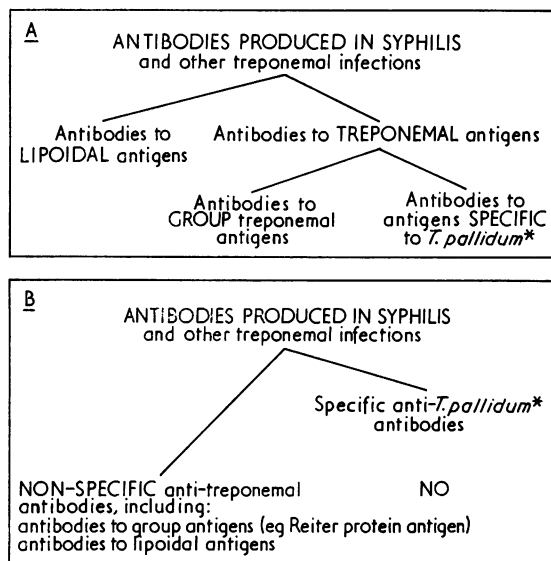 A
ANTIBODIES PRODUCED IN SYPHILIS
and other treponemal infections
Antibodies to
LIPOIDAL antigens
Antibodies to TREPONEMAL antigens
Antibodies to
GROUP treponemal
antigens
Antibodies to
antigens SPECIFIC
to T. pallidum*
B
ANTIBODIES PRODUCED IN SYPHILIS
and other treponemal infections
Specific anti-T. pallidum*
antibodies
NON-SPECIFIC anti-treponemal
antibodies, including:
antibodies to group antigens (eg Reiter protein antigen)
antibodies to lipoidal antigens
NO